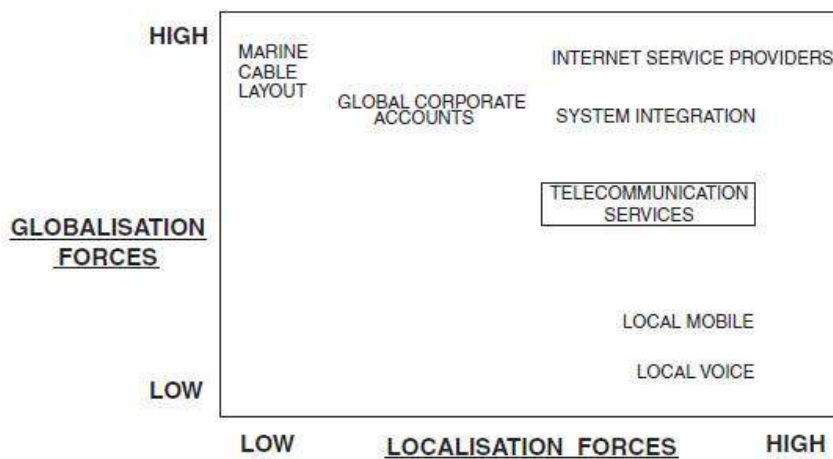 HIGH
MARINE
CABLE
LAYOUT
INTERNET SERVICE PROVIDERS
GLOBAL CORPORATE
ACCOUNTS
SYSTEM INTEGRATION
TELECOMMUNICATION
SERVICES
GLOBALISATION
FORCES
LOCAL MOBILE
LOCAL VOICE
LOW
LOW
LOCALISATION FORCES
HIGH